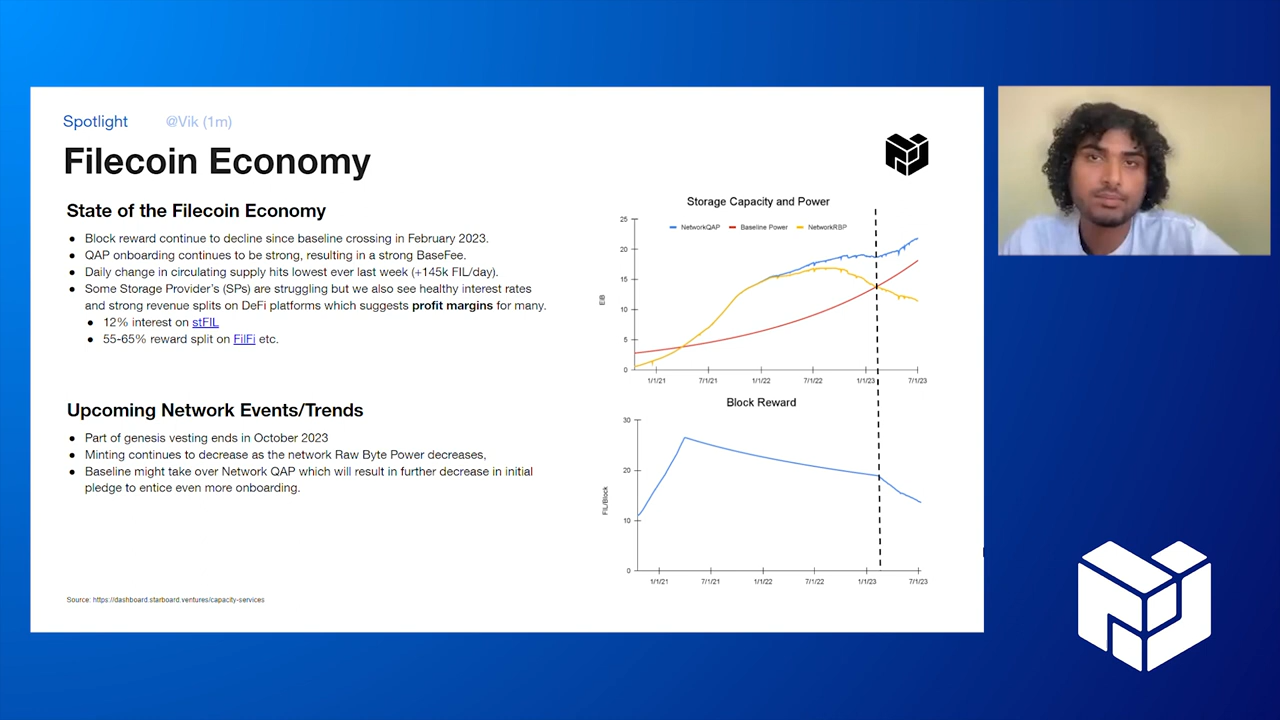 Spotlight @Vik (1m)
Filecoin Economy
State of the Filecoin Economy
● Block reward continue to decline since baseline crossing in February 2023.
● QAP onboarding continues to be strong, resulting in a strong BaseFee.
● Daily change in circulating supply hits lowest ever last week (+145k FIL/day).
● Some Storage Provider's (SPs) are struggling but we also see healthy interest rates
and strong revenue splits on DeFi platforms which suggests profit margins for many.
● 12% interest on stFIL
● 55-65% reward split on FilFi etc.
Upcoming Network Events/Trends
● Part of genesis vesting ends in October 2023
● Minting continues to decrease as the network Raw Byte Power decreases,
● Baseline might take over Network QAP which will result in further decrease in initial
pledge to entice even more onboarding.
Source: https://dashboard.starboard.ventures/capacity-services
Storage Capacity and Power
NetworkQAP Baseline Power NetworkRBP
25
20
15
10
5
0
EiB
1/1/21 7/1/21 1/1/22 7/1/22 1/1/23 7/1/23
Block Reward
30
20
10
0
FIL/Block
1/1/21 7/1/21 1/1/22 7/1/22 1/1/23 7/1/23